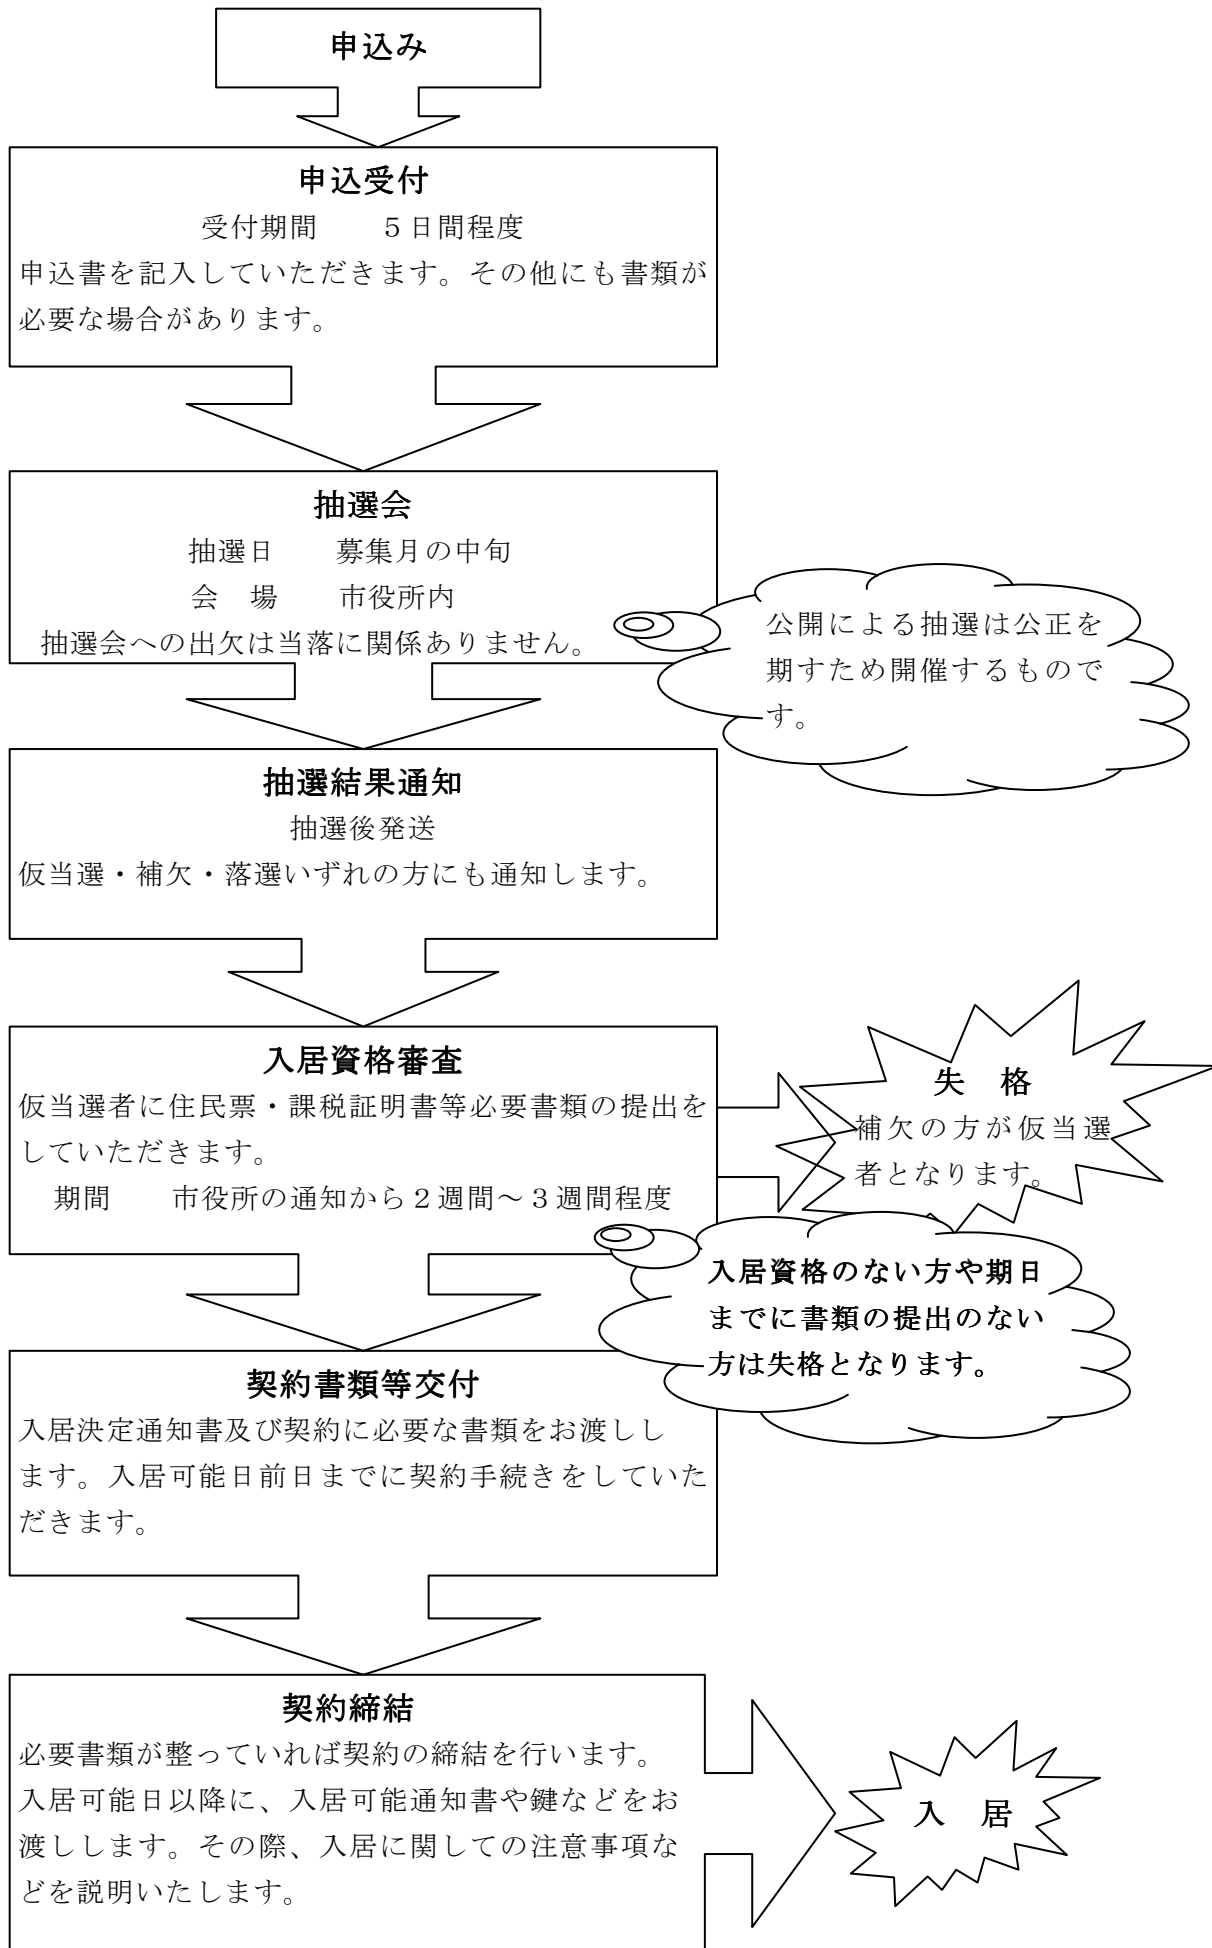 申込み
申込受付
受付期間　　５日間程度
申込書を記入していただきます。その他にも書類が
必要な場合があります。
抽選会
抽選日　　募集月の中旬
会　場　　市役所内
抽選会への出欠は当落に関係ありません。
公開による抽選は公正を
期すため開催するもので
す。
抽選結果通知
抽選後発送
仮当選・補欠・落選いずれの方にも通知します。
入居資格審査
仮当選者に住民票・課税証明書等必要書類の提出を
していただきます。
期間　　市役所の通知から２週間～３週間程度
失　格
補欠の方が仮当選
者となります。
入居資格のない方や期日
までに書類の提出のない
方は失格となります。
契約書類等交付
入居決定通知書及び契約に必要な書類をお渡しし
ます。入居可能日前日までに契約手続きをしていた
だきます。
契約締結
必要書類が整っていれば契約の締結を行います。
入居可能日以降に、入居可能通知書や鍵などをお
渡しします。その際、入居に関しての注意事項な
どを説明いたします。
入　居